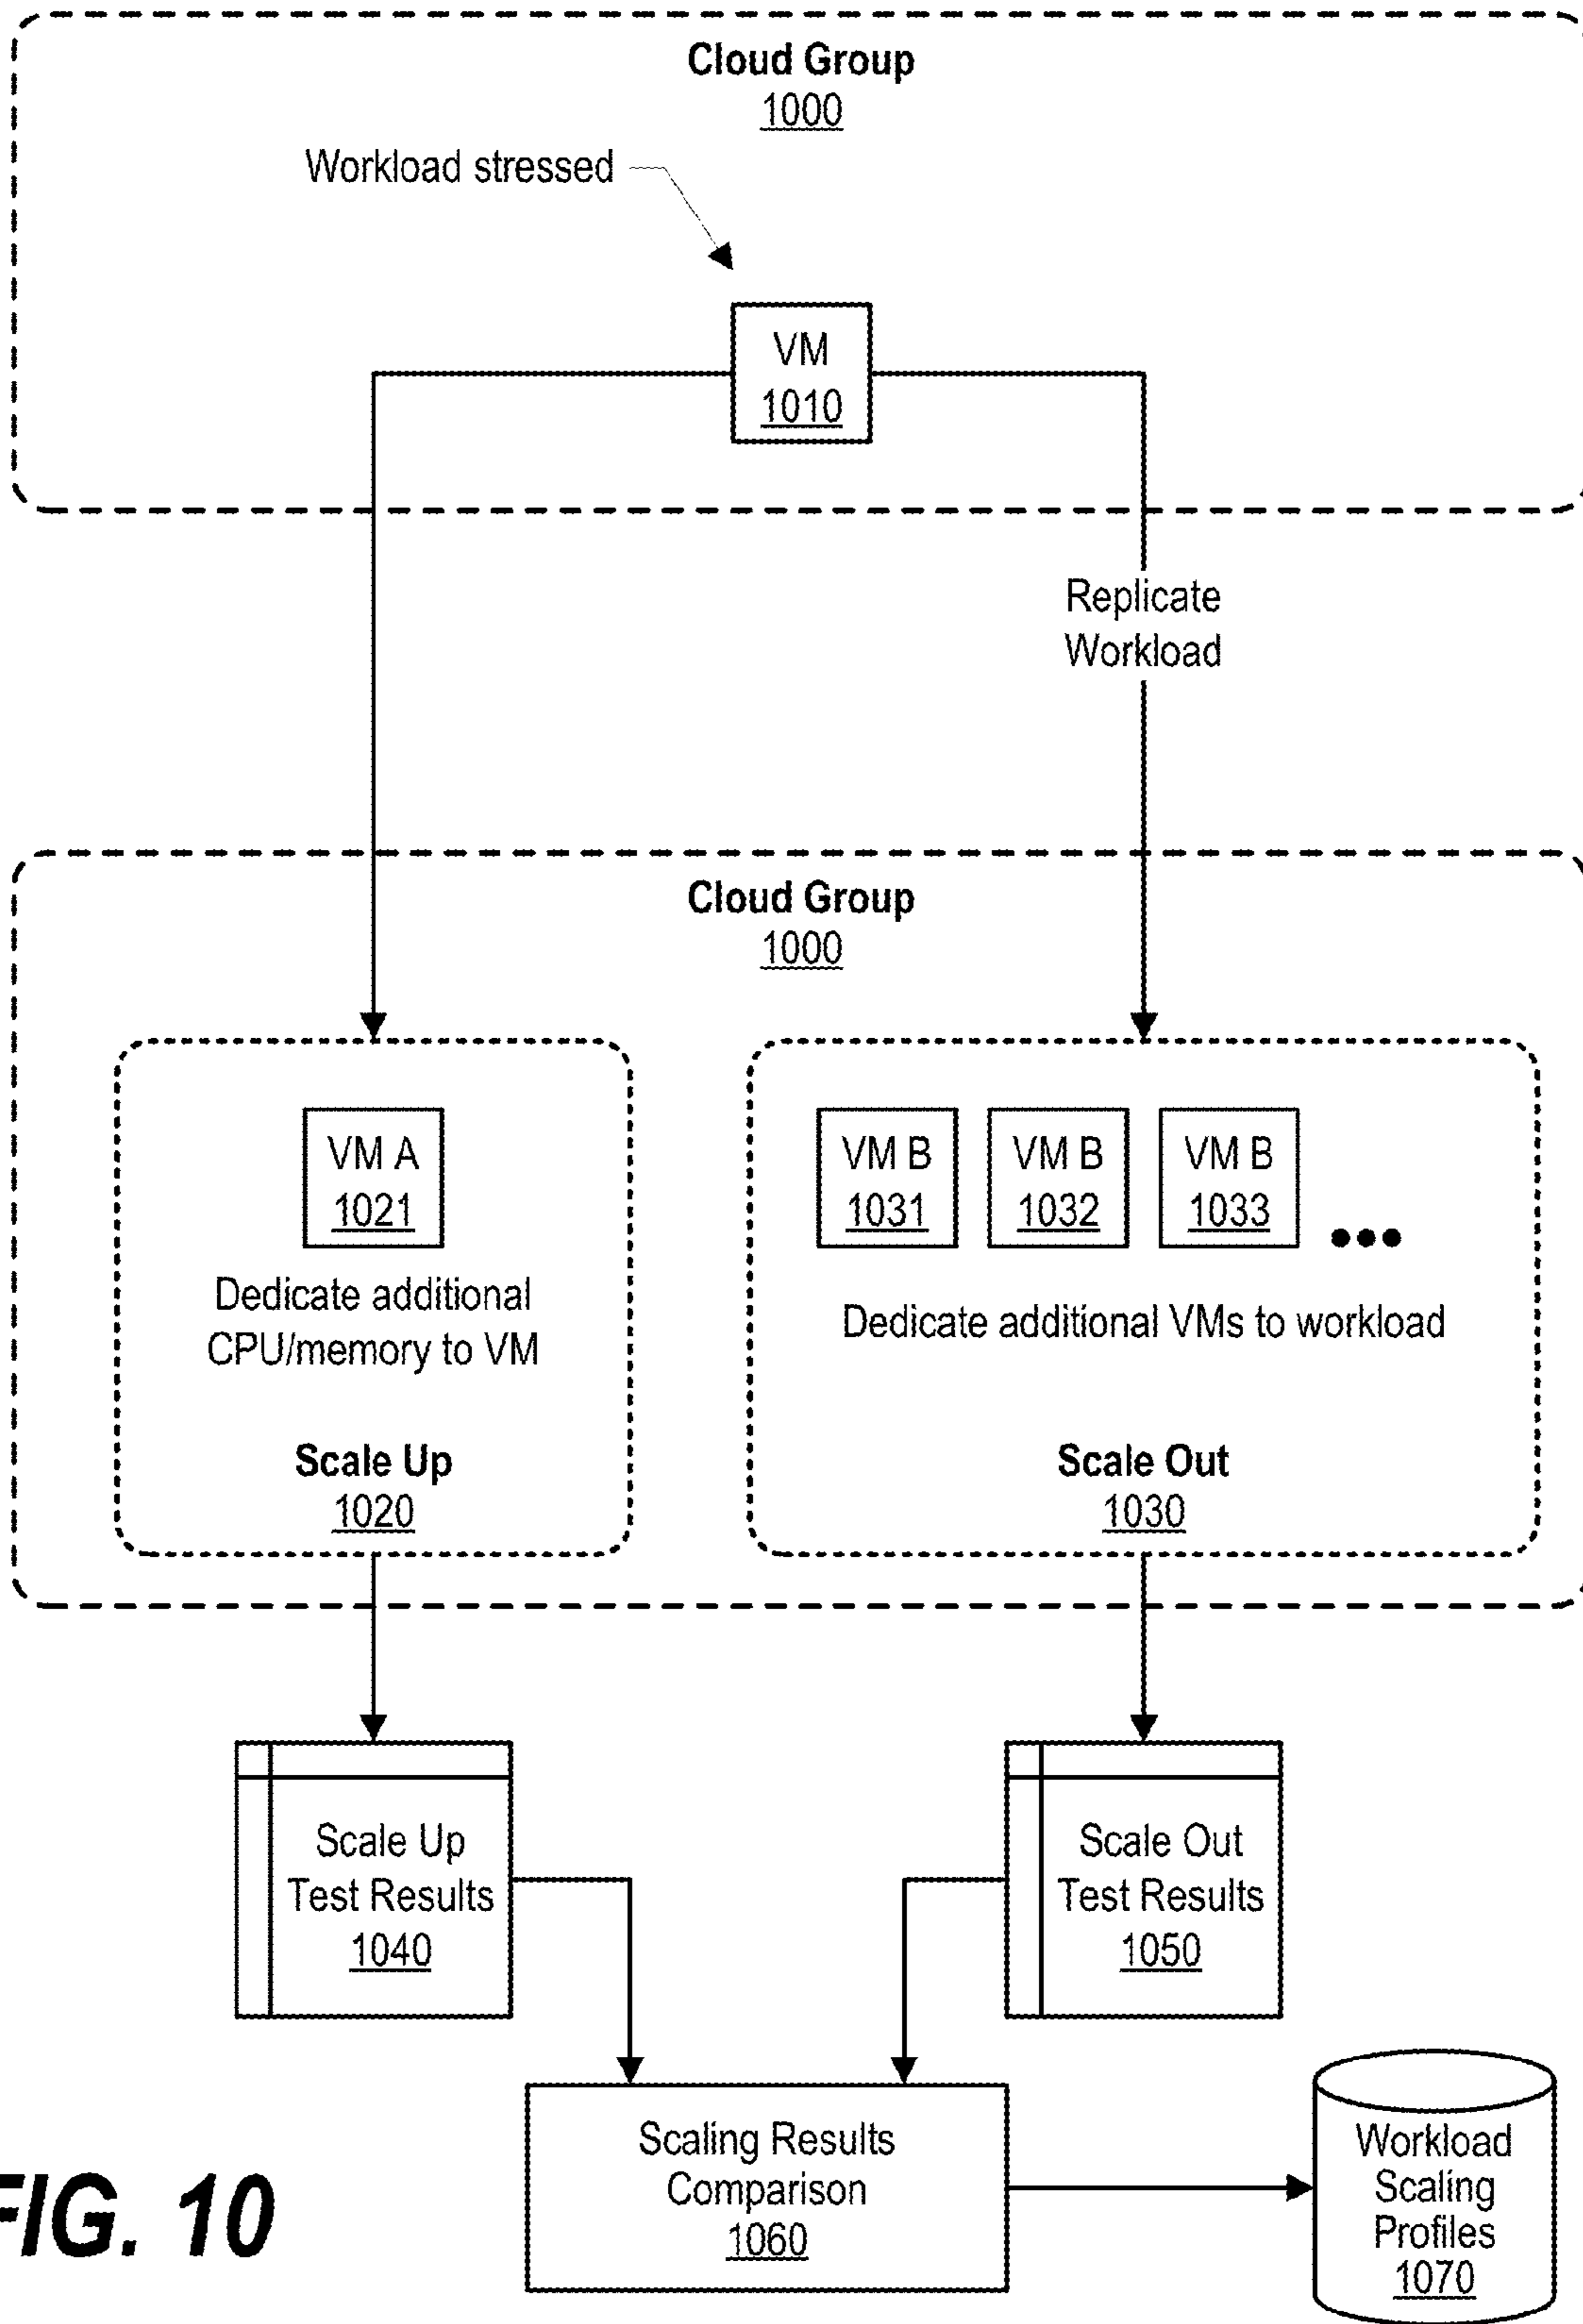 Cloud Group
1000
Workload stressed
VM
1010
Replicate
Workload
Cloud Group
1000
VM A
1021
Dedicate additional
CPU/memory to VM
Scale Up
1020
VM B
1031
VM B
1032
VM B
1033
•••
Dedicate additional VMs to workload
Scale Out
1030
Scale Up
Test Results
1040
Scale Out
Test Results
1050
Scaling Results
Comparison
1060
Workload
Scaling
Profiles
1070
FIG. 10